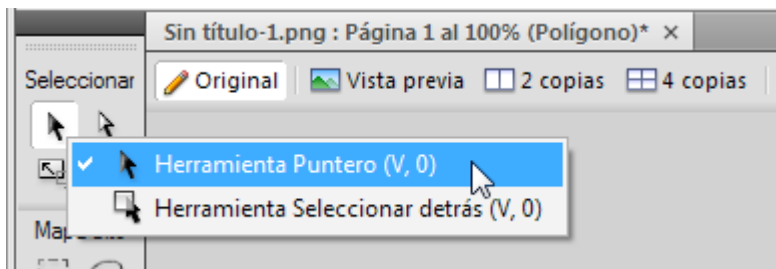 Sin título-1.png : Página 1 al 100% (Polígono)* ×
Seleccionar
Original
Vista previa
2 copias
4 copias
Herramienta Puntero (V, 0)
Herramienta Seleccionar detrás (V, 0)